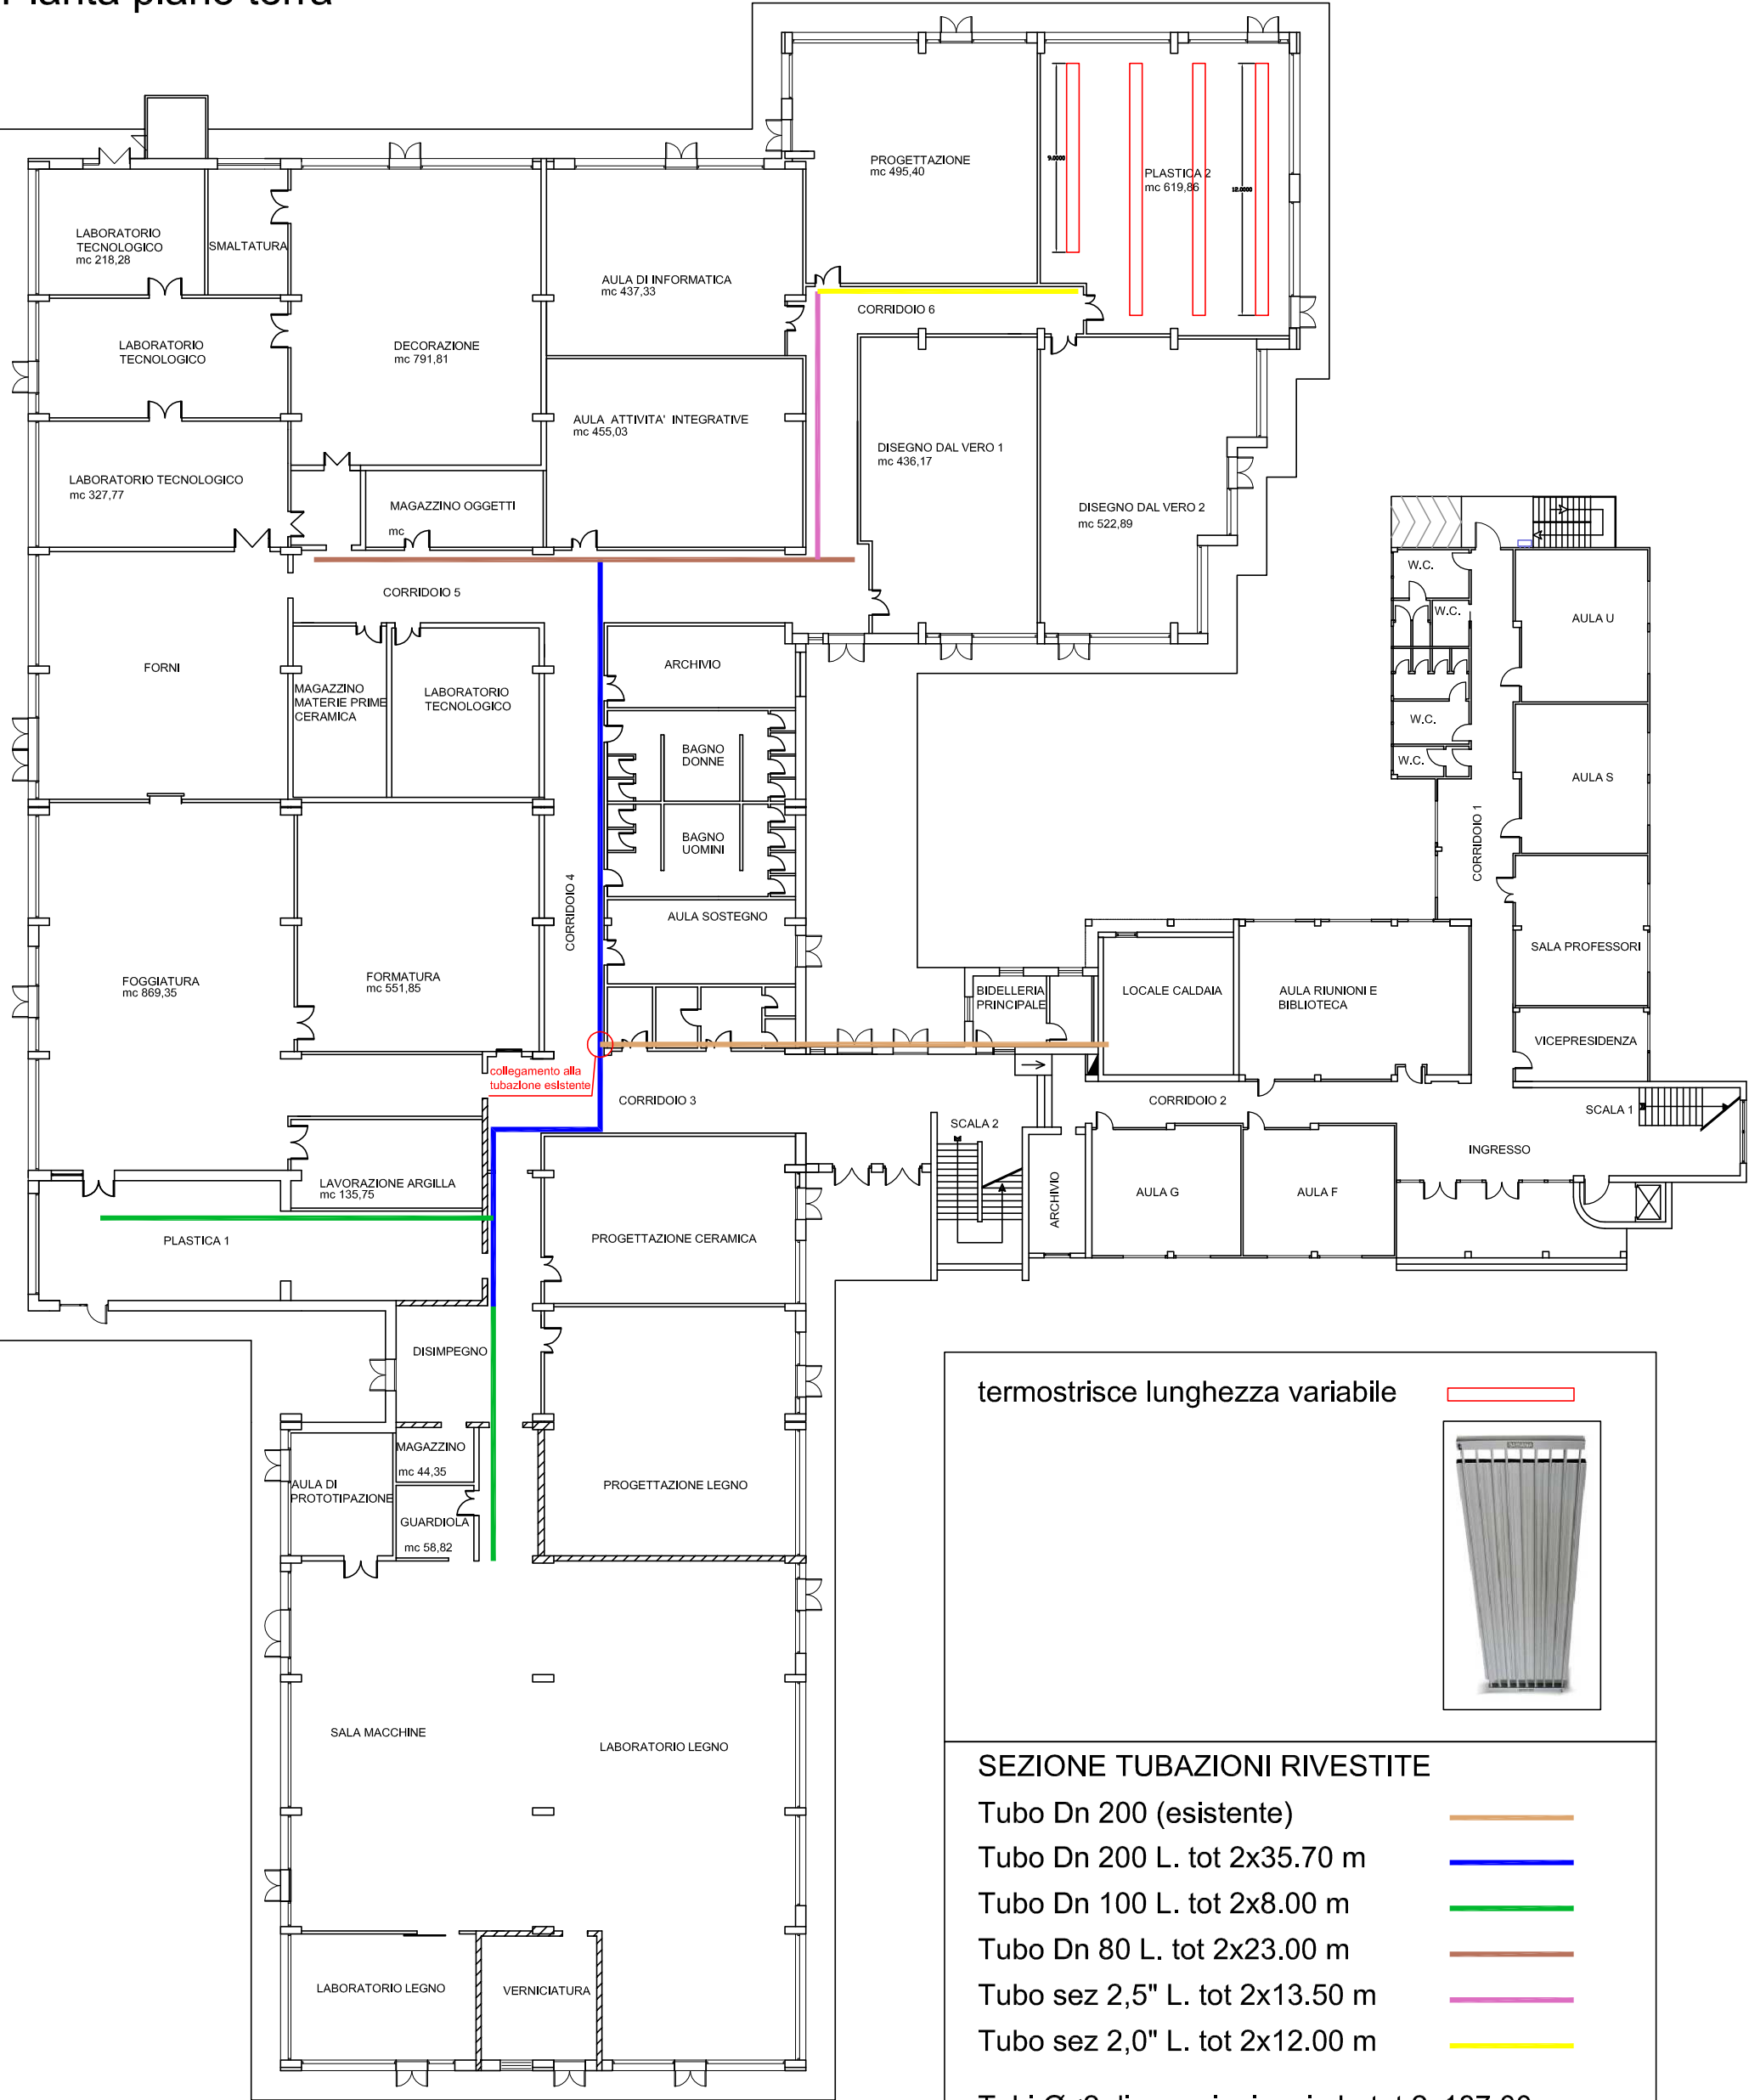 PROGETTAZIONE
mc 495,40
PLASTICA 2
mc 619,86
9.0000
12.0000
LABORATORIO
TECNOLOGICO
mc 218,28
SMALTATURA
AULA DI INFORMATICA
mc 437,33
CORRIDOIO 6
LABORATORIO
TECNOLOGICO
DECORAZIONE
mc 791,81
AULA ATTIVITA' INTEGRATIVE
mc 455,03
DISEGNO DAL VERO 1
mc 436,17
LABORATORIO TECNOLOGICO
mc 327,77
MAGAZZINO OGGETTI
mc
DISEGNO DAL VERO 2
mc 522,89
W.C.
W.C.
AULA U
CORRIDOIO 5
FORNI
ARCHIVIO
MAGAZZINO
MATERIE PRIME
CERAMICA
LABORATORIO
TECNOLOGICO
W.C.
BAGNO
DONNE
W.C.
AULA S
BAGNO
UOMINI
CORRIDOIO 1
CORRIDOIO 4
AULA SOSTEGNO
SALA PROFESSORI
FOGGIATURA
mc 869,35
FORMATURA
mc 551,85
BIDELLERIA
PRINCIPALE
LOCALE CALDAIA
AULA RIUNIONI E
BIBLIOTECA
VICEPRESIDENZA
collegamento alla
tubazione esistente
CORRIDOIO 3
CORRIDOIO 2
SCALA 1
SCALA 2
INGRESSO
LAVORAZIONE ARGILLA
mc 135,75
ARCHIVIO
AULA G
AULA F
PLASTICA 1
PROGETTAZIONE CERAMICA
DISIMPEGNO
termostrisce lunghezza variabile
MAGAZZINO
mc 44,35
AULA DI
PROTOTIPAZIONE
PROGETTAZIONE LEGNO
GUARDIOLA
mc 58,82
SALA MACCHINE
LABORATORIO LEGNO
SEZIONE TUBAZIONI RIVESTITE
Tubo Dn 200 (esistente)
Tubo Dn 200 L. tot 2x35.70 m
Tubo Dn 100 L. tot 2x8.00 m
Tubo Dn 80 L. tot 2x23.00 m
Tubo sez 2,5" L. tot 2x13.50 m
Tubo sez 2,0" L. tot 2x12.00 m
LABORATORIO LEGNO
VERNICIATURA